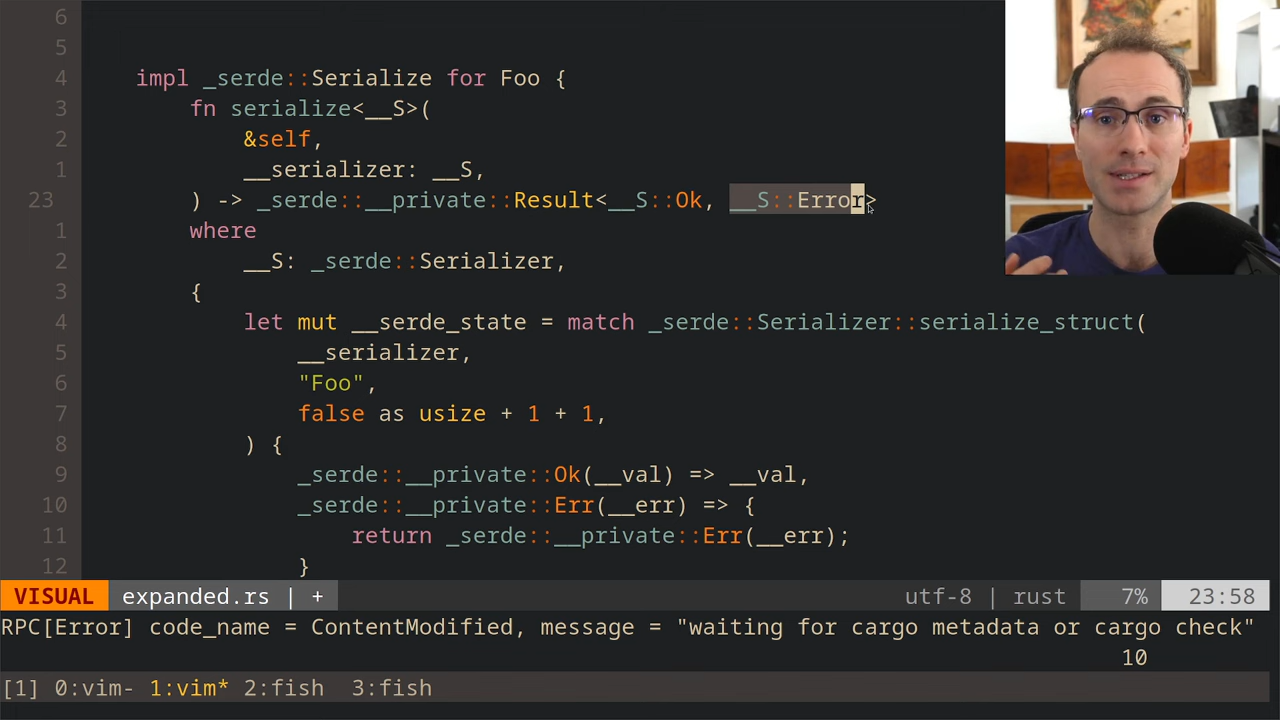 6
5
4 impl _serde::Serialize for Foo {
3 fn serialize<__S>(
2 &self,
1 __serializer: __S,
23 ) -> _serde::__private::Result<__S::Ok, __S::Error>
1 where
2 __S: _serde::Serializer,
3 {
4 let mut __serde_state = match _serde::Serializer::serialize_struct(
5 __serializer,
6 "Foo",
7 false as usize + 1 + 1,
8 ) {
9 _serde::__private::Ok(__val) => __val,
10 _serde::__private::Err(__err) => {
11 return _serde::__private::Err(__err);
12 }
VISUAL expanded.rs | + utf-8 | rust 7% 23:58
RPC[Error] code_name = ContentModified, message = "waiting for cargo metadata or cargo check"
10
[1] 0:vim- 1:vim* 2:fish 3:fish